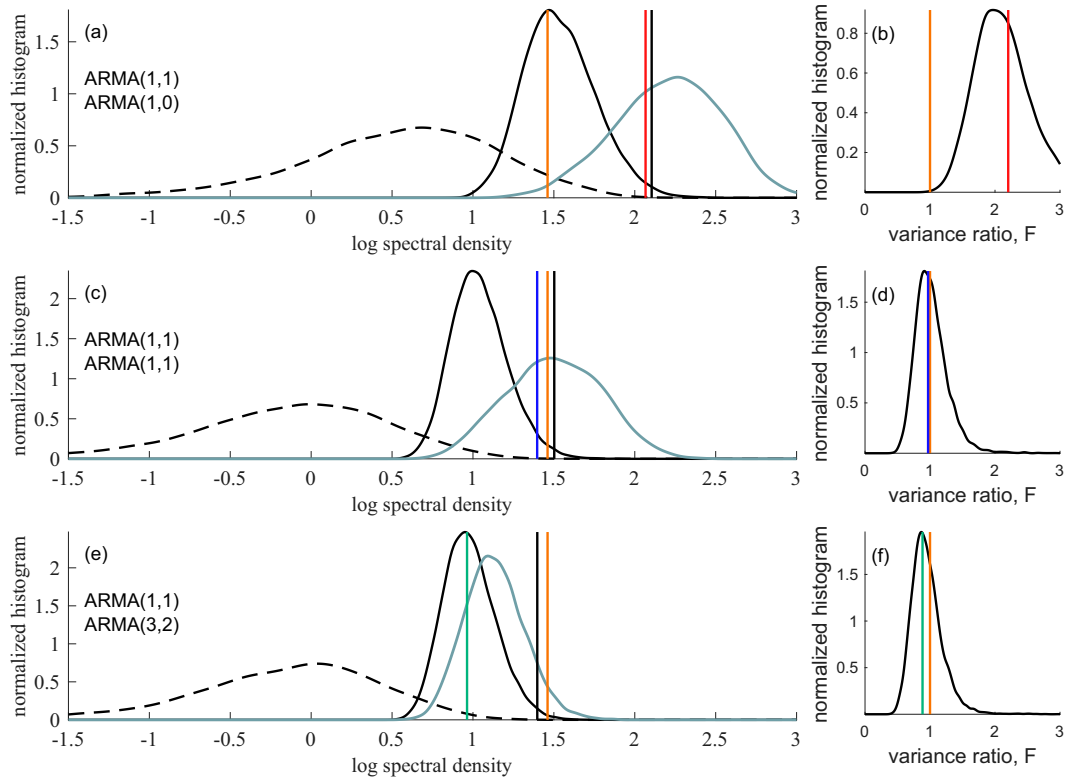 normalized histogram
1.5
1
0.5
0
(a)
ARMA(1,1)
ARMA(1,0)
-1.5 -1 -0.5 0 0.5 1 1.5 2 2.5 3
log spectral density
normalized histogram
0.8
0.6
0.4
0.2
(b)
0 1 2 3
variance ratio, F
normalized histogram
2
1.5
1
0.5
0
(c)
ARMA(1,1)
ARMA(1,1)
-1.5 -1 -0.5 0 0.5 1 1.5 2 2.5 3
log spectral density
normalized histogram
1.5
1
0.5
(d)
0 1 2 3
variance ratio, F
normalized histogram
2
1.5
1
0.5
0
(e)
ARMA(1,1)
ARMA(3,2)
-1.5 -1 -0.5 0 0.5 1 1.5 2 2.5 3
log spectral density
normalized histogram
1.5
1
0.5
(f)
0 1 2 3
variance ratio, F